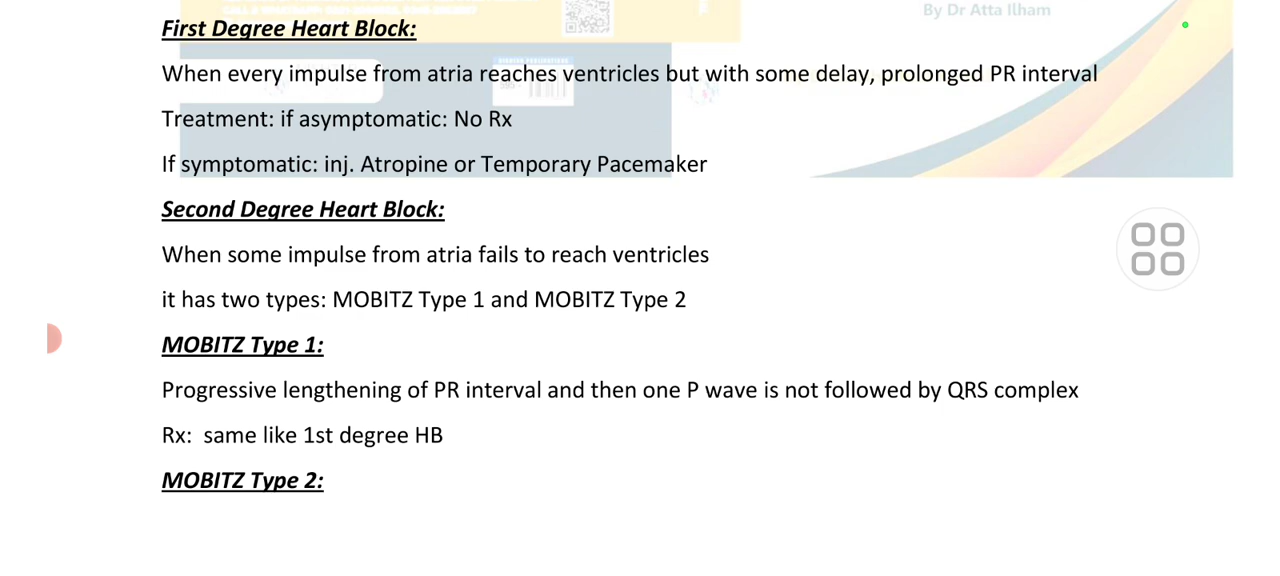 By Dr Atta Ilham
First Degree Heart Block:
When every impulse from atria reaches ventricles but with some delay, prolonged PR interval
Treatment: if asymptomatic: No Rx
If symptomatic: inj. Atropine or Temporary Pacemaker
Second Degree Heart Block:
When some impulse from atria fails to reach ventricles
it has two types: MOBITZ Type 1 and MOBITZ Type 2
MOBITZ Type 1:
Progressive lengthening of PR interval and then one P wave is not followed by QRS complex
Rx:  same like 1st degree HB
MOBITZ Type 2: